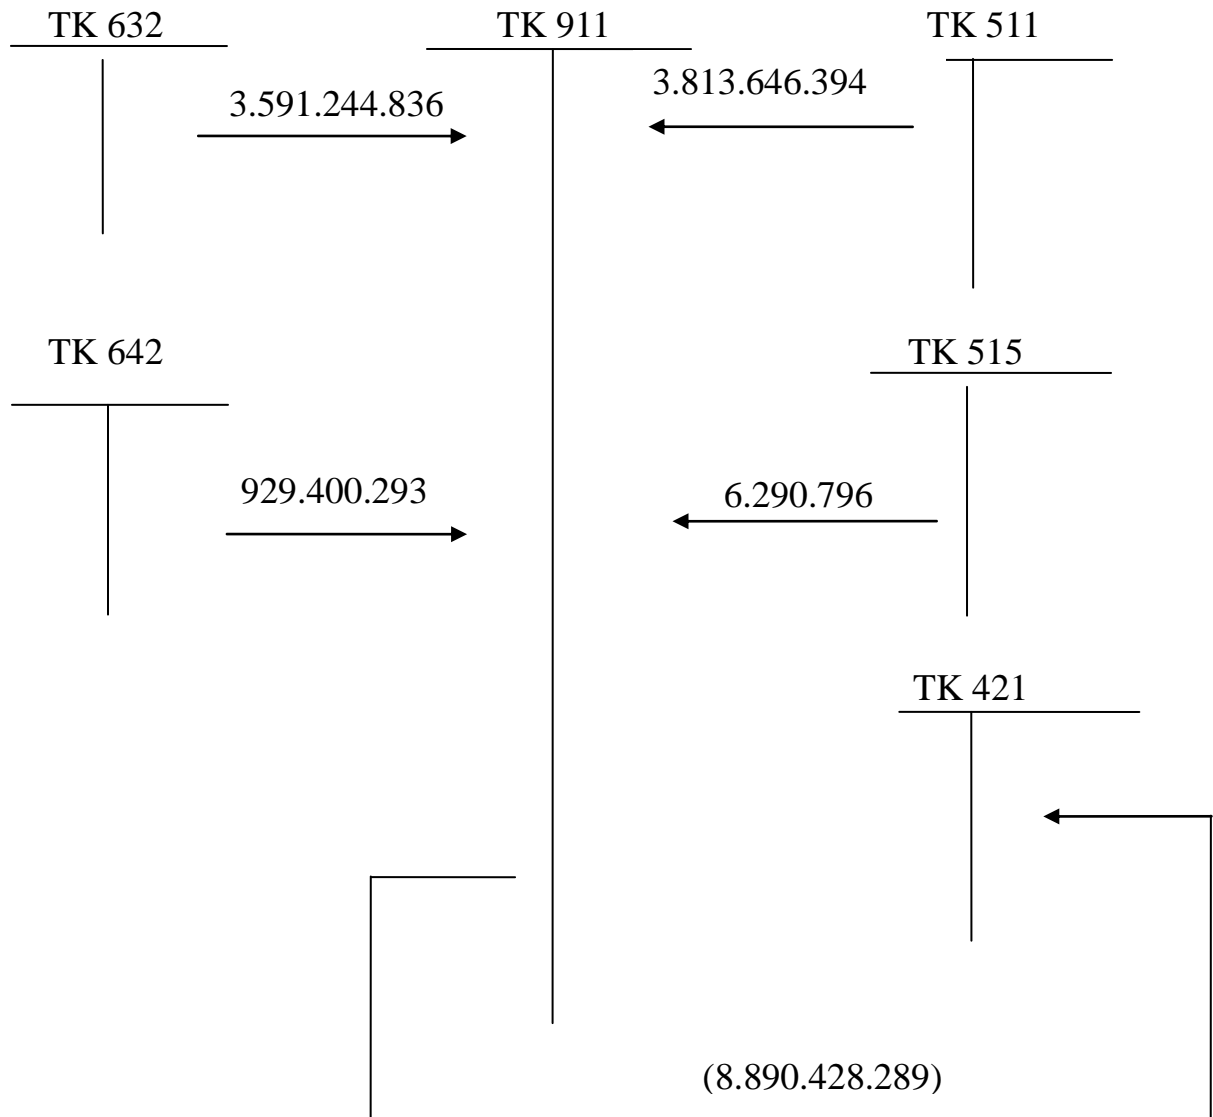 TK 632
TK 911
TK 511
3.591.244.836
3.813.646.394
TK 642
TK 515
929.400.293
6.290.796
TK 421
(8.890.428.289)